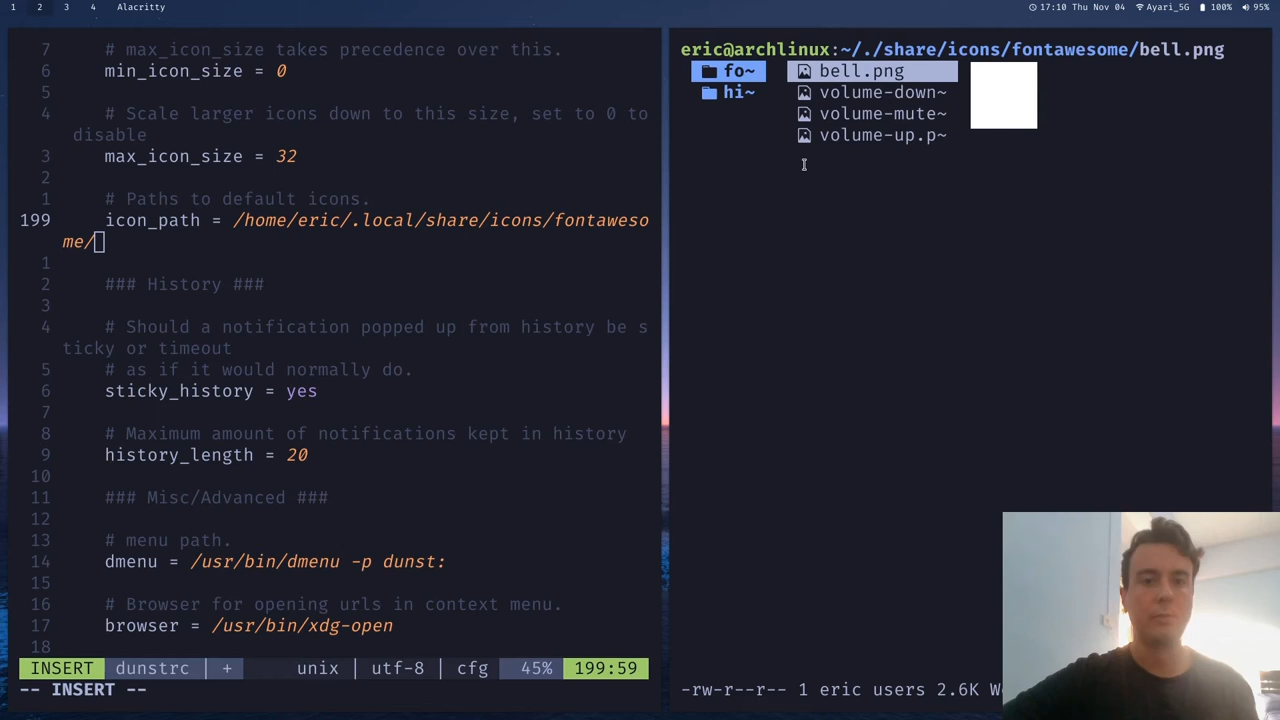 1 2 3 4 Alacritty 17:10 Thu Nov 04 Ayari_5G 100% 95%
7 # max_icon_size takes precedence over this.
6 min_icon_size = 0
5
4 # Scale larger icons down to this size, set to 0 to
disable
3 max_icon_size = 32
2
1 # Paths to default icons.
199 icon_path = /home/eric/.local/share/icons/fontaweso
me/
1
2 ### History ###
3
4 # Should a notification popped up from history be s
ticky or timeout
5 # as if it would normally do.
6 sticky_history = yes
7
8 # Maximum amount of notifications kept in history
9 history_length = 20
10
11 ### Misc/Advanced ###
12
13 # menu path.
14 dmenu = /usr/bin/dmenu -p dunst:
15
16 # Browser for opening urls in context menu.
17 browser = /usr/bin/xdg-open
18
INSERT dunstrc | + unix | utf-8 | cfg 45% 199:59
-- INSERT --
eric@archlinux:~/./share/icons/fontawesome/bell.png
fo~ bell.png
hi~ volume-down~
volume-mute~
volume-up.p~
-rw-r--r-- 1 eric users 2.6K W